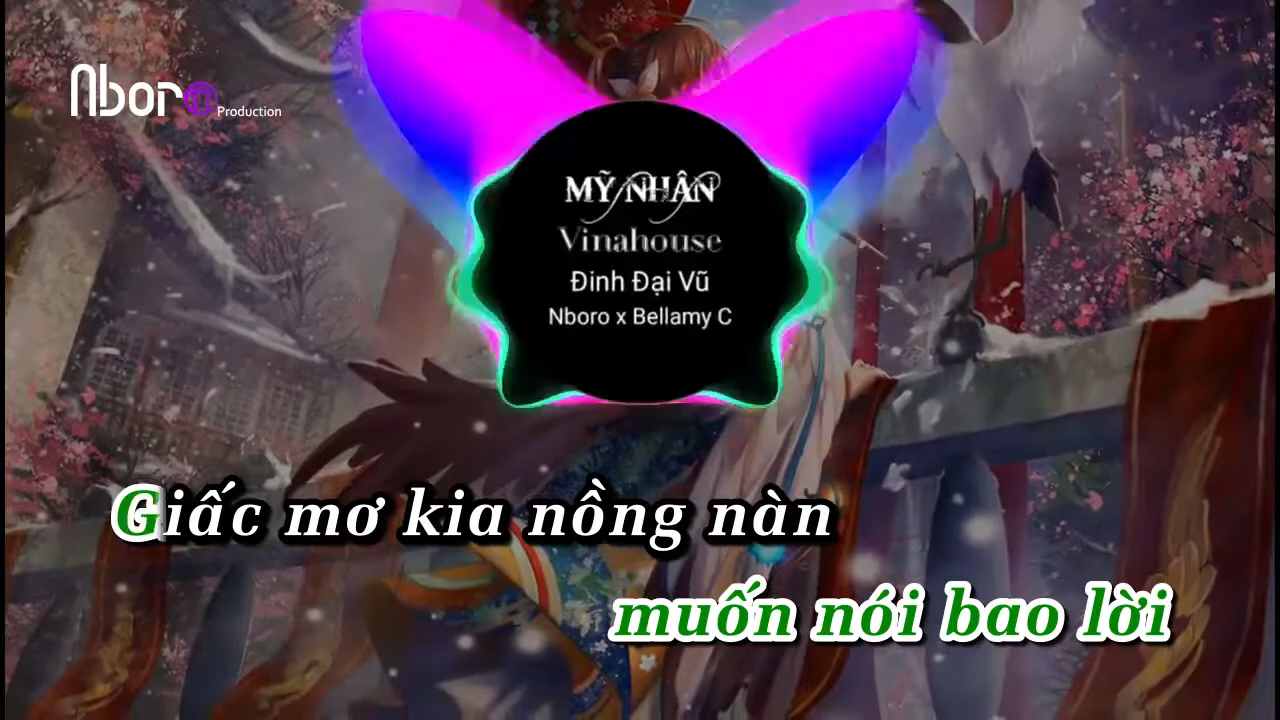 Nboro
Production
MỸ NHÂN
Vinahouse
Đinh Đại Vũ
Nboro x Bellamy C
Giấc mơ kia nồng nàn
muốn nói bao lời